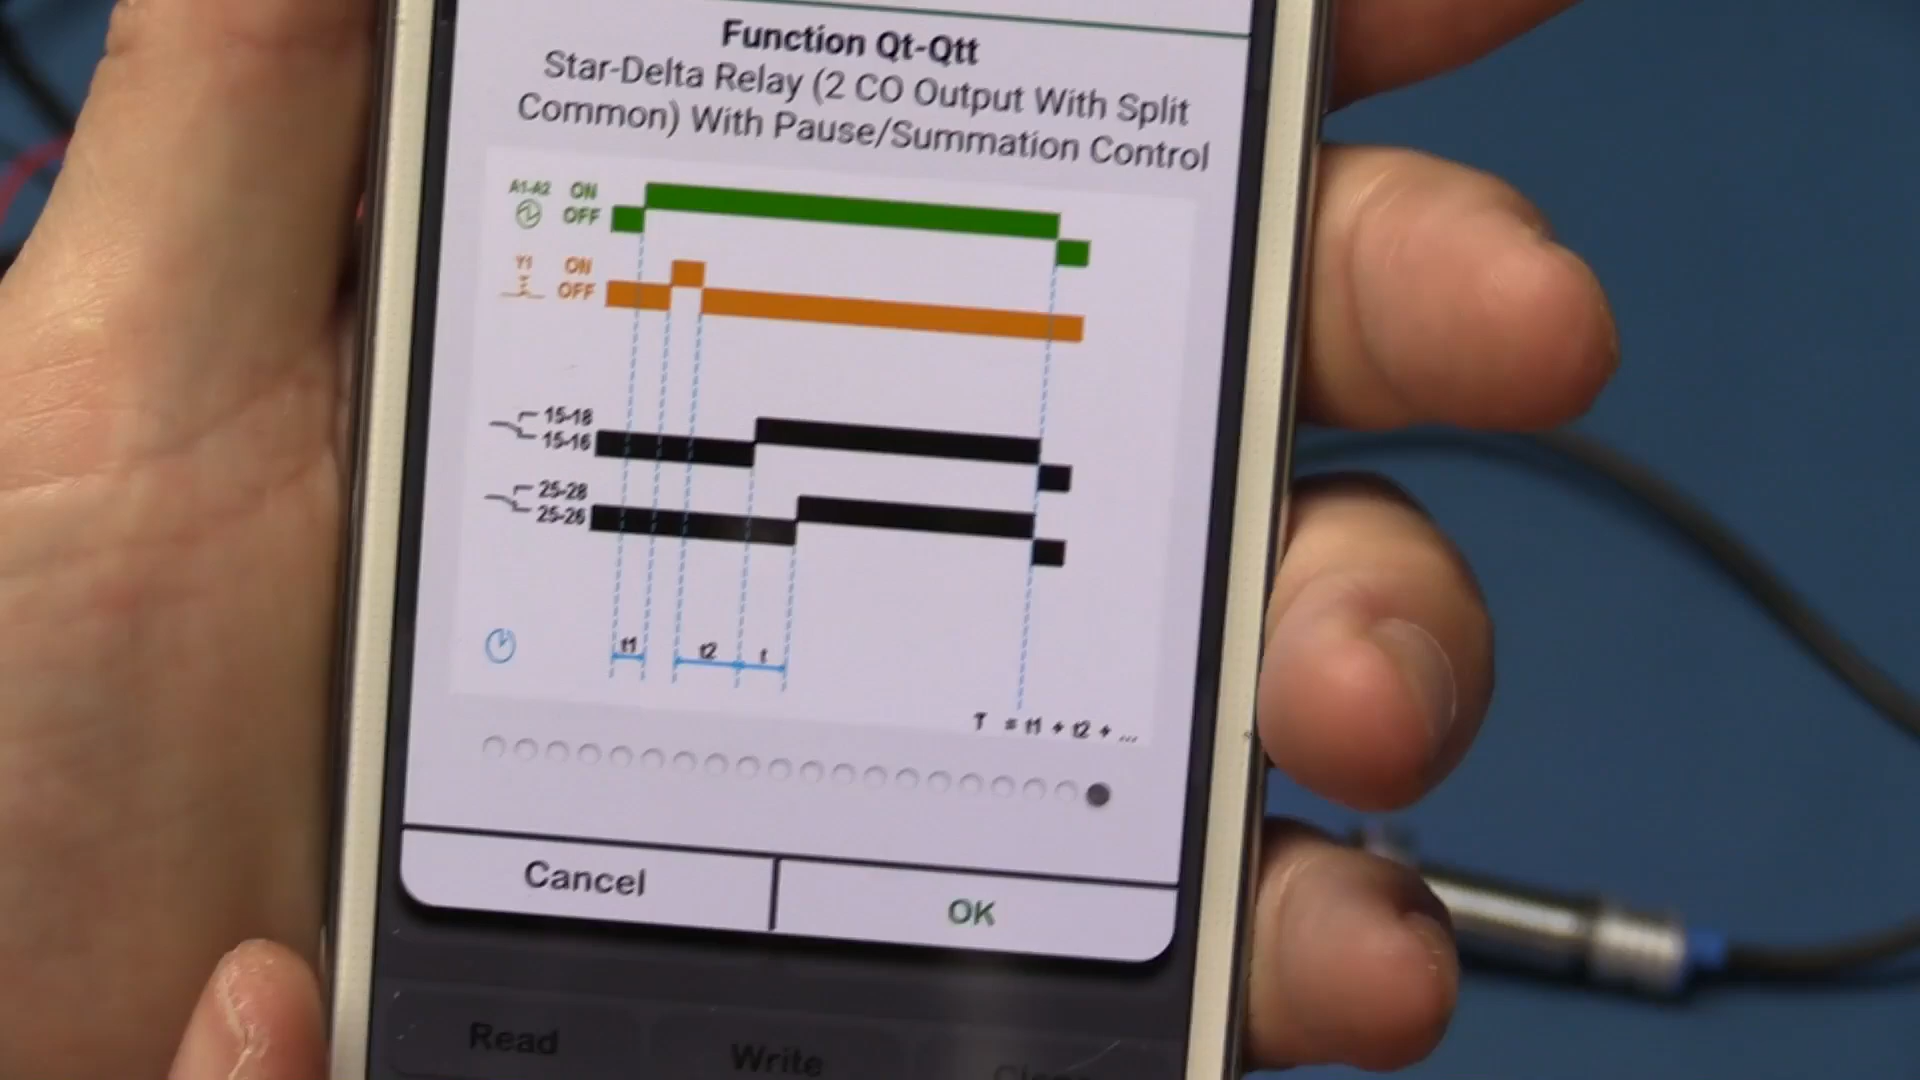 Function Qt-Qtt
Star-Delta Relay (2 CO Output With Split
Common) With Pause/Summation Control
A1-A2 ON
OFF
Y1 ON
OFF
15-18
15-16
25-28
25-26
t1 t2 t
T = t1 + t2 + ...
Cancel OK
Read Write